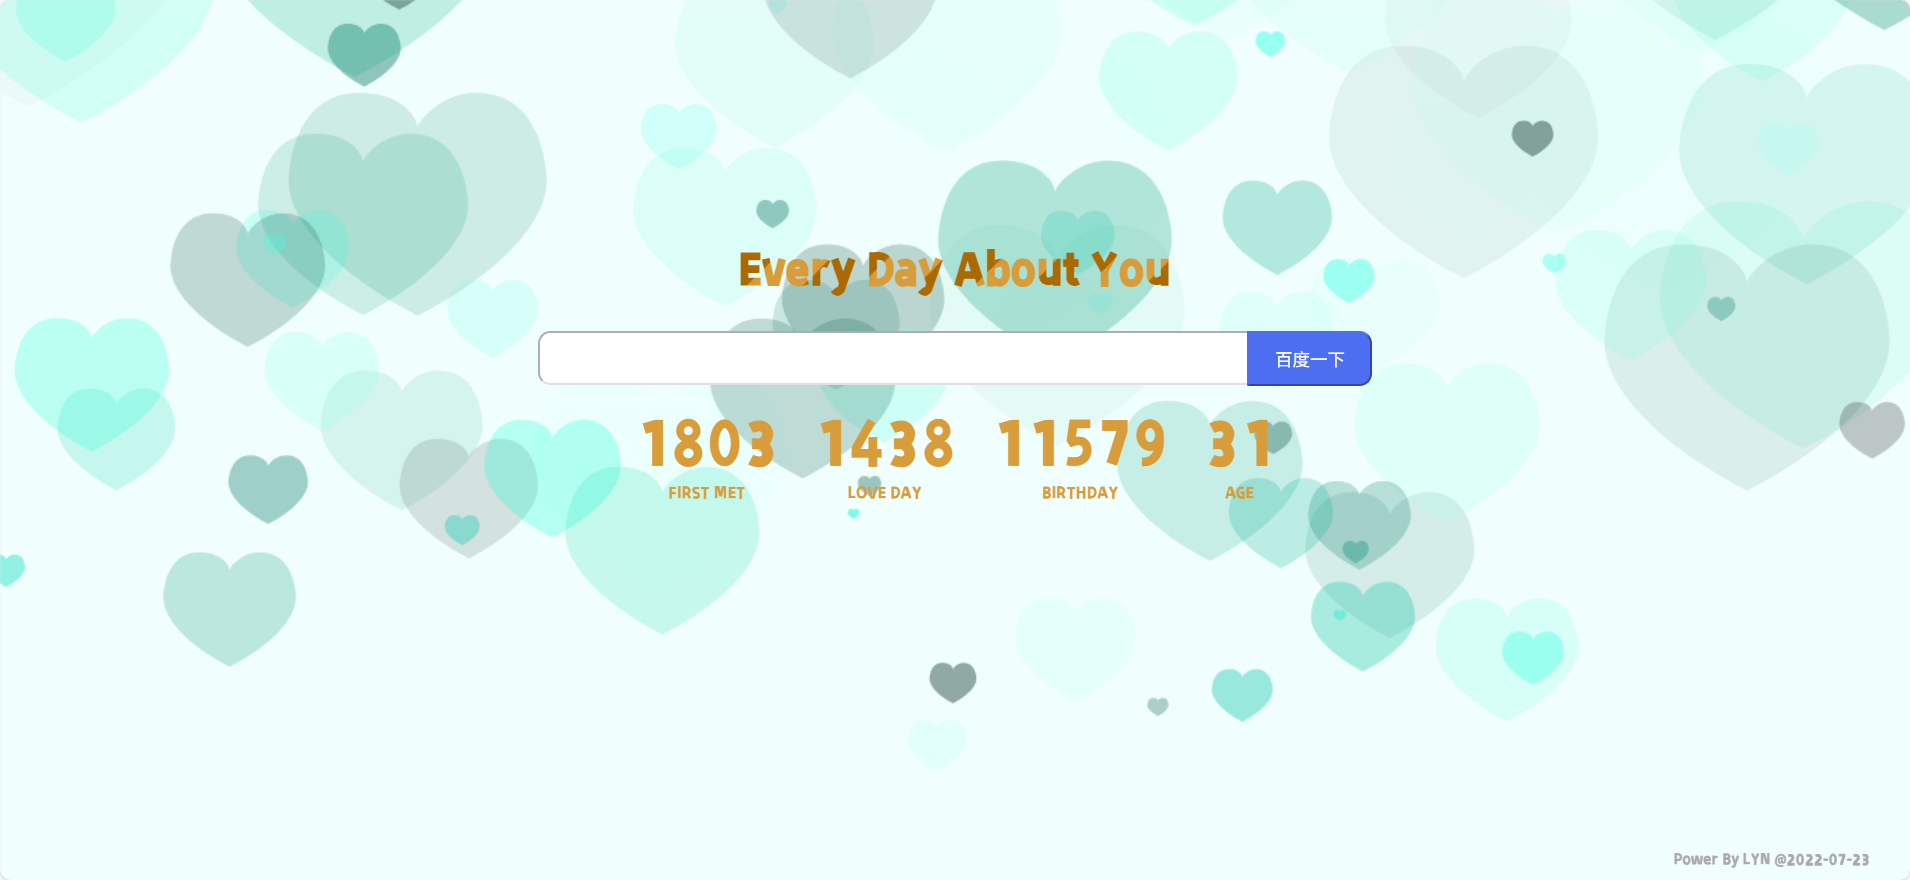 Every Day About You
百度一下
1803 1438 11579 31
FIRST MET LOVE DAY BIRTHDAY AGE
Power By LYN @2022-07-23